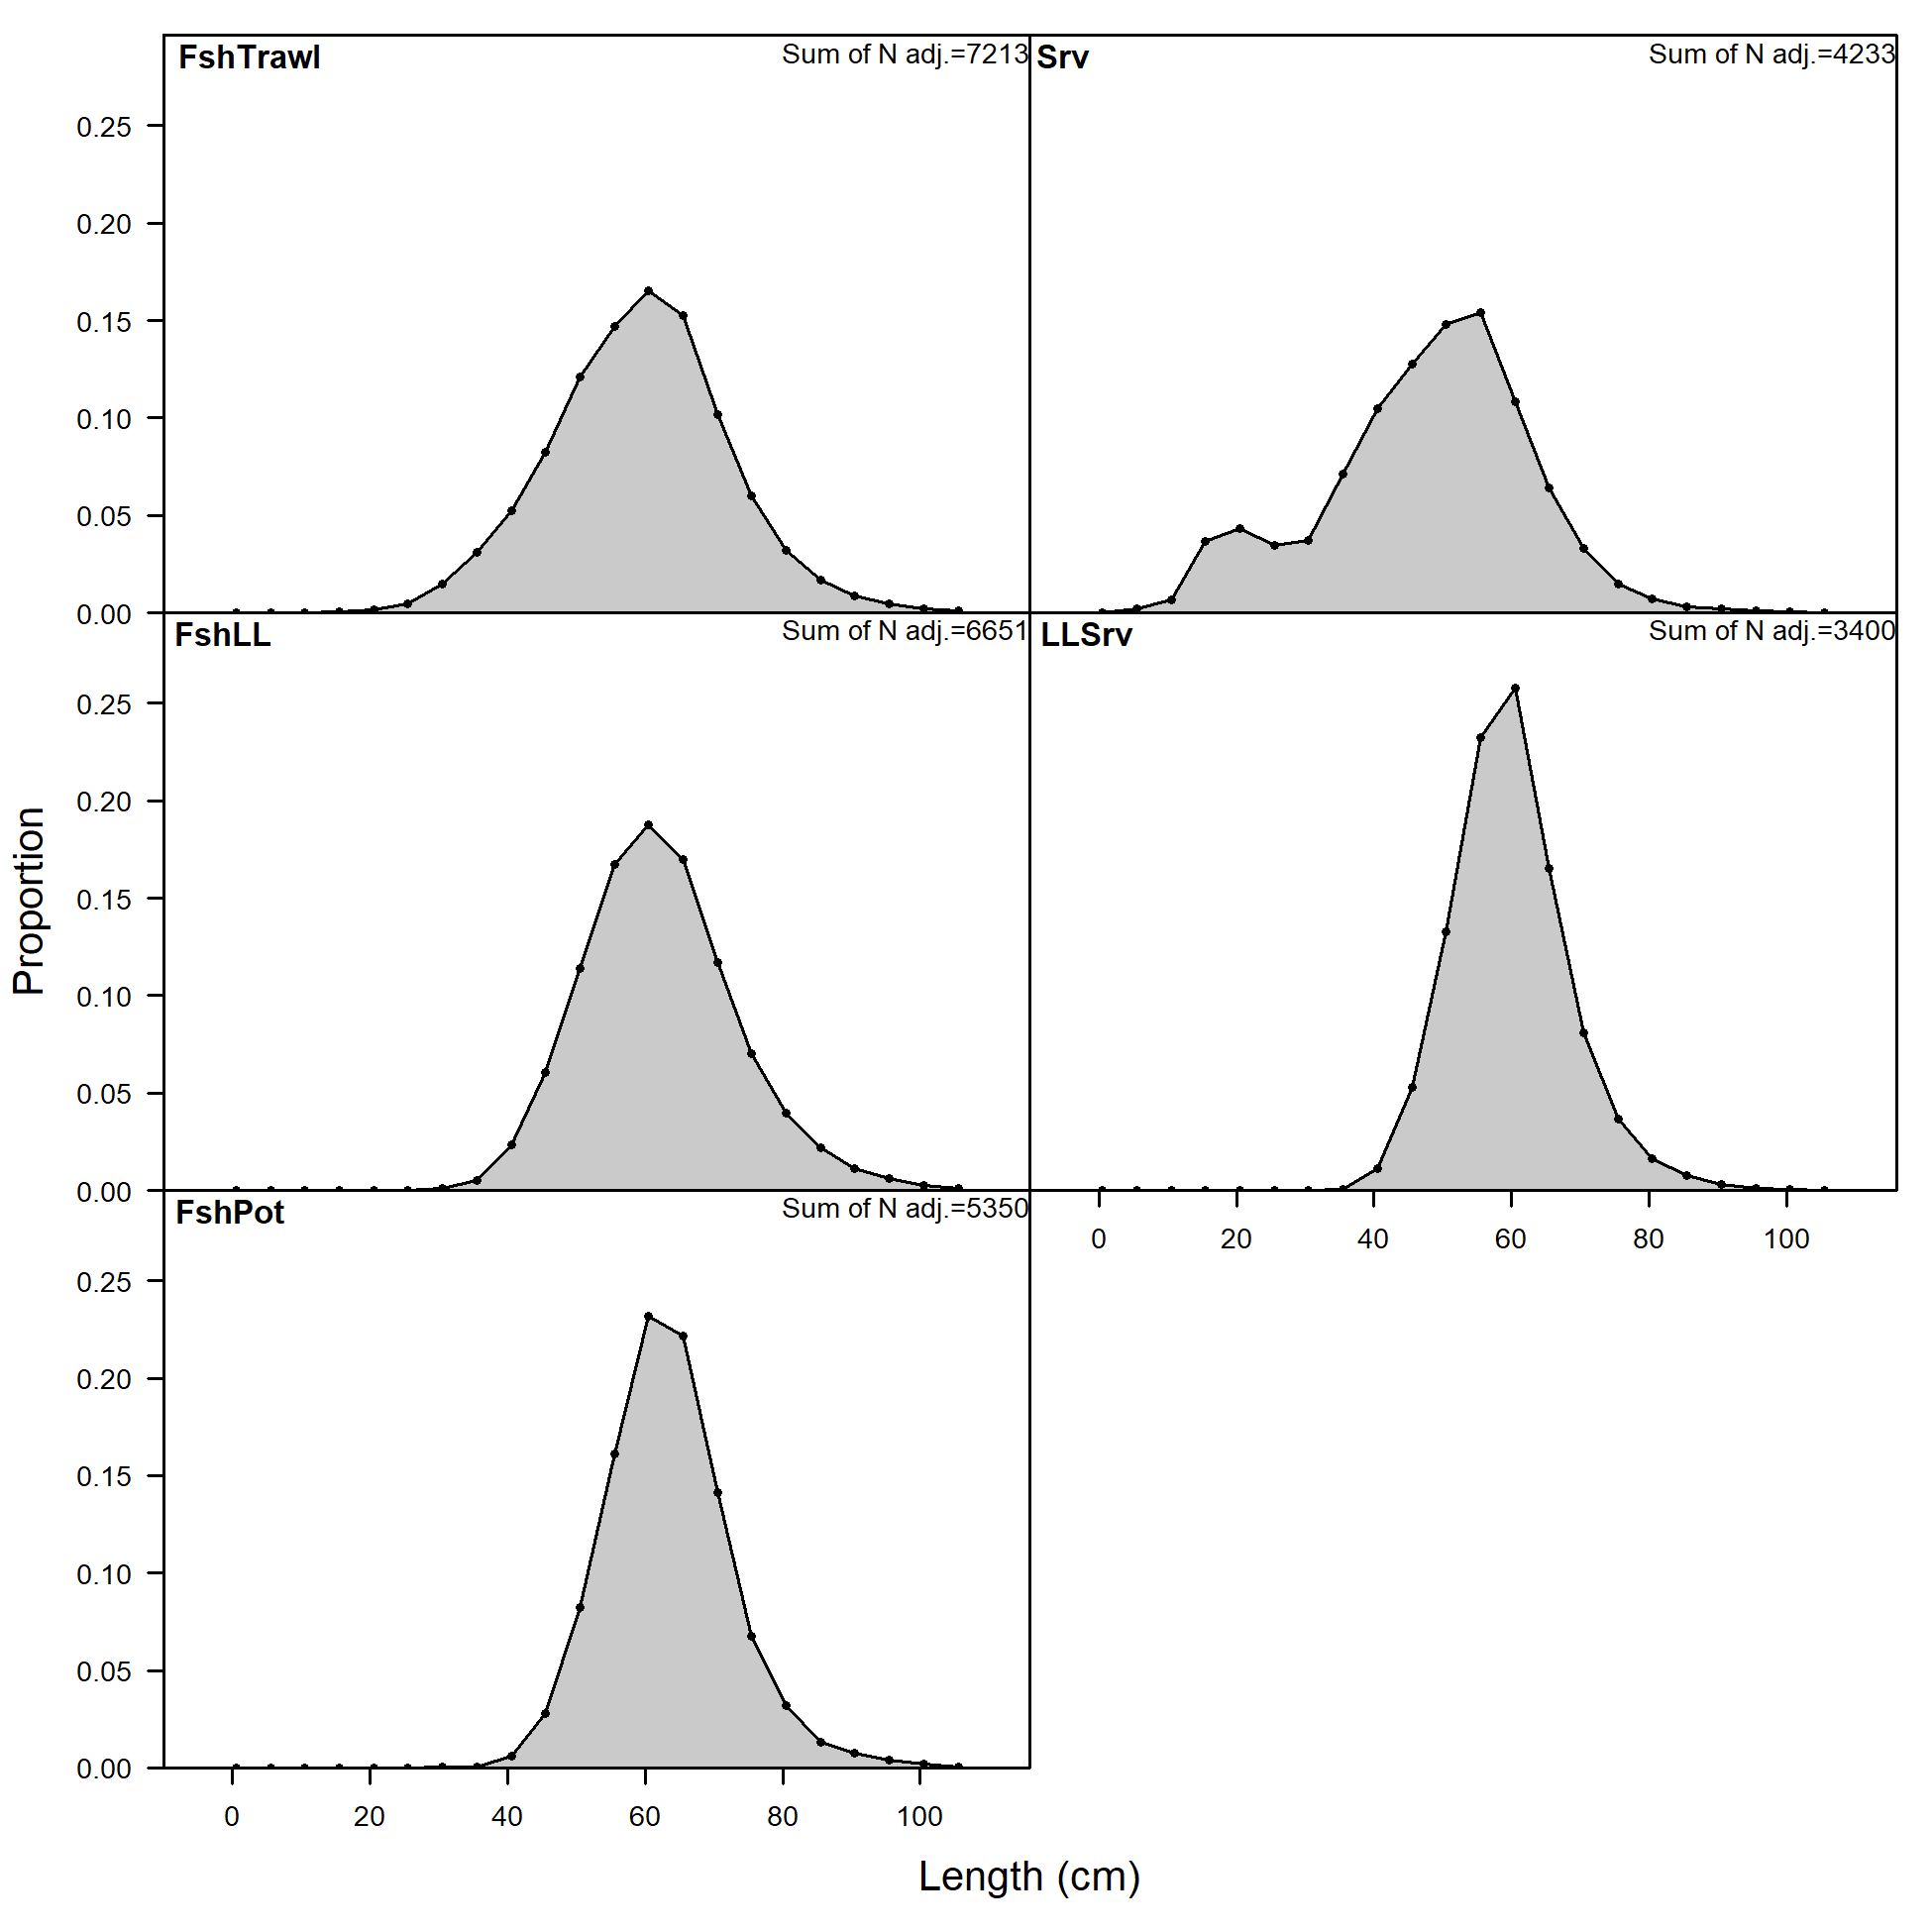 FshTrawl Sum of N adj.=7213
0.25
0.20
0.15
0.10
0.05
0.00
Srv Sum of N adj.=4233
FshLL Sum of N adj.=6651
0.25
0.20
0.15
0.10
0.05
0.00
LLSrv Sum of N adj.=3400
0 20 40 60 80 100
FshPot Sum of N adj.=5350
0.25
0.20
0.15
0.10
0.05
0.00
0 20 40 60 80 100
Proportion
Length (cm)